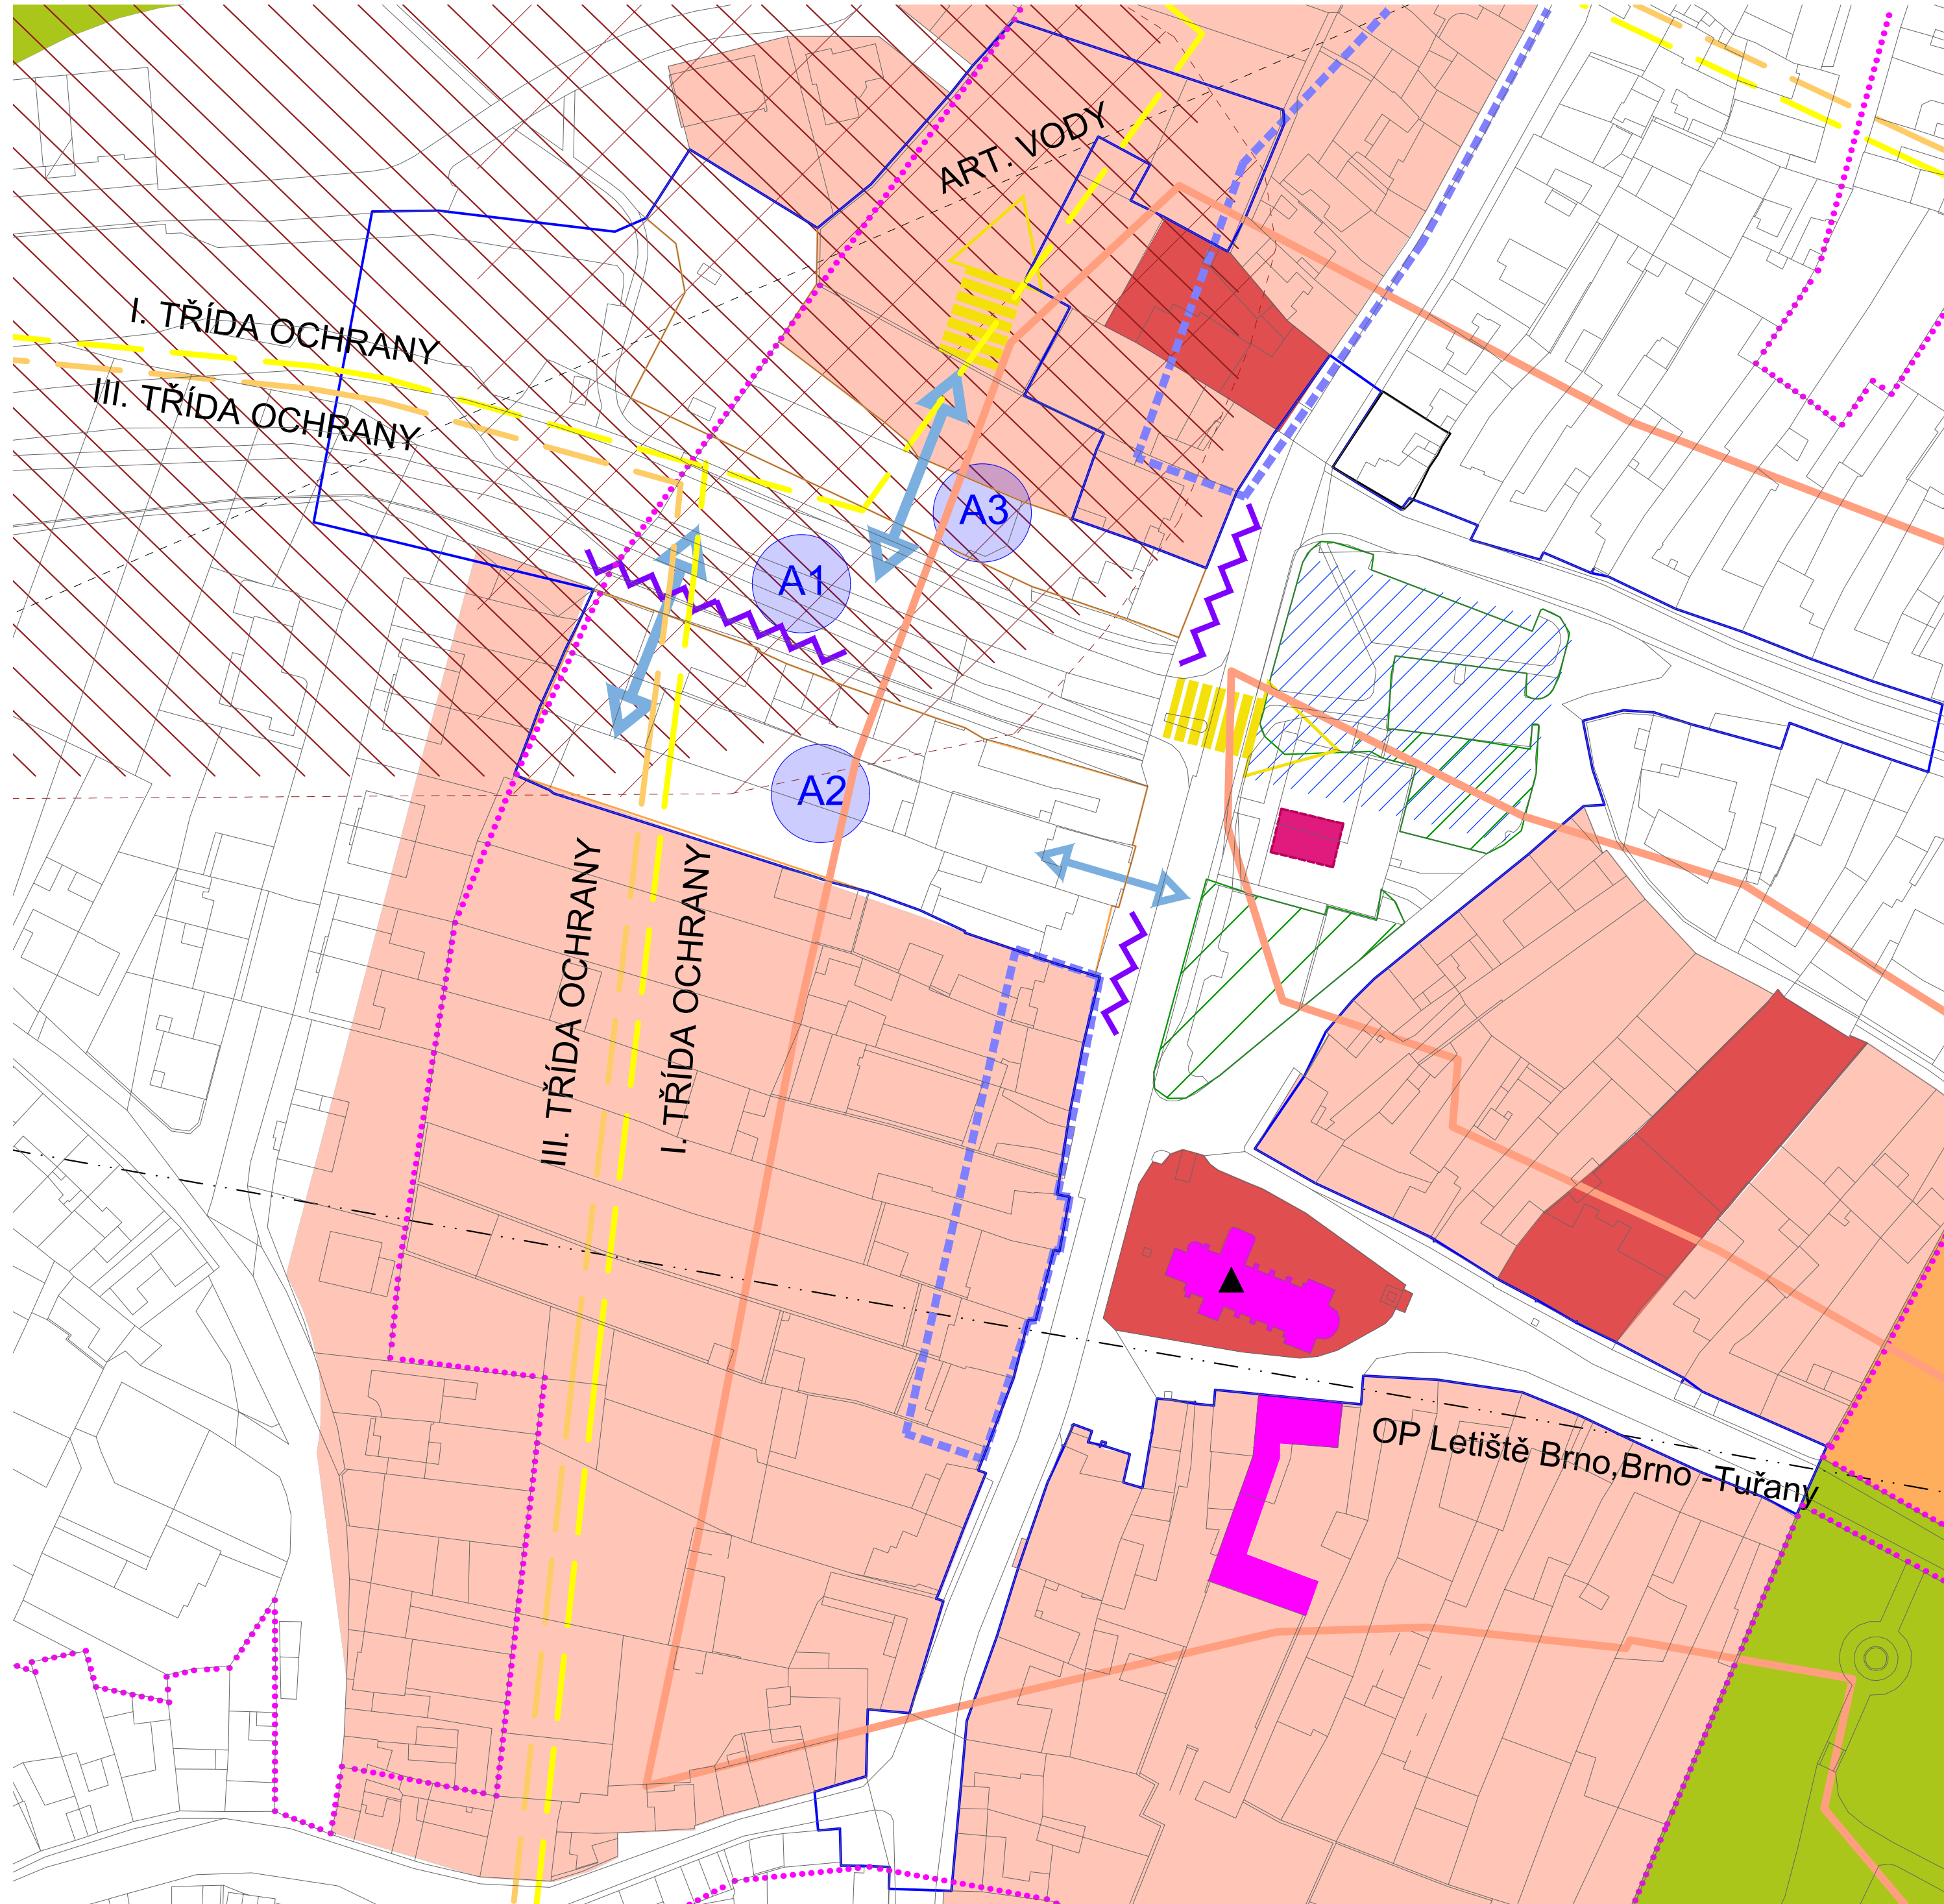 ART. VODY
I. TŘÍDA OCHRANY
III. TŘÍDA OCHRANY
A3
A1
A2
III. TŘÍDA OCHRANY
I. TŘÍDA OCHRANY
OP Letiště Brno,Brno -Tuřany